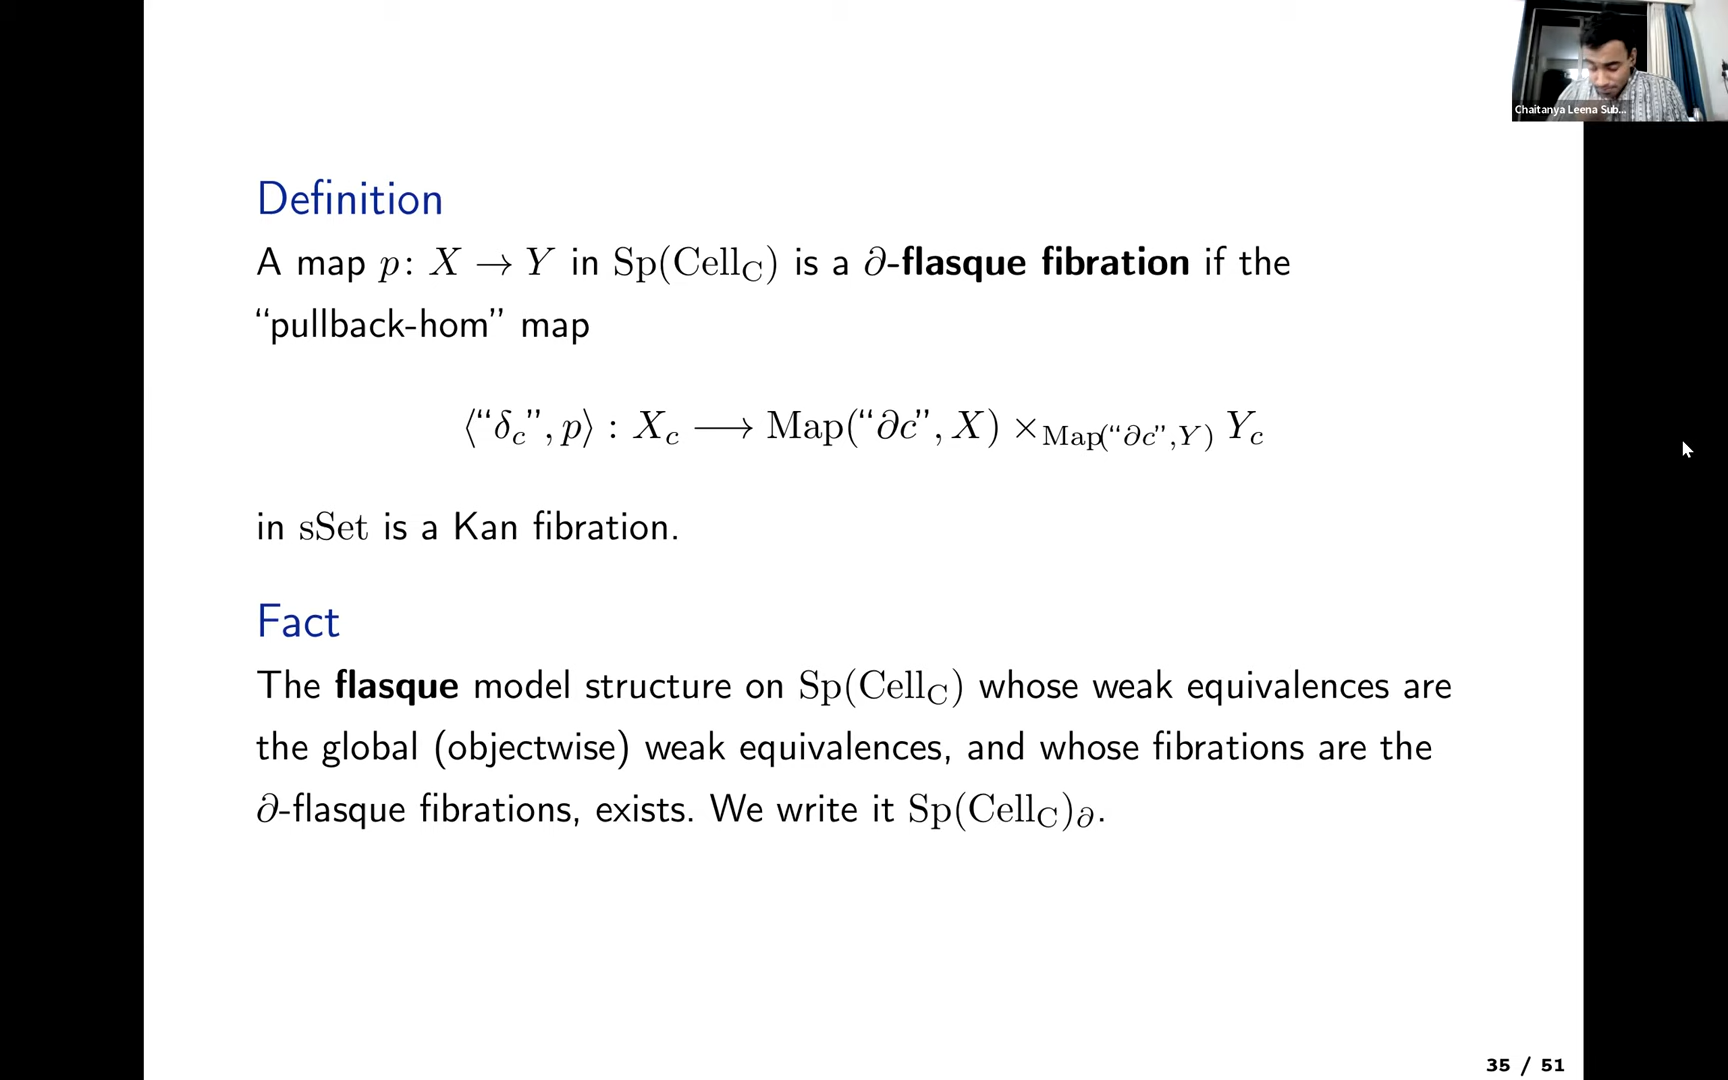 Chaitanya Leena Sub...
Definition
A map p: X → Y in Sp(Cell_C) is a ∂-flasque fibration if the
“pullback-hom” map
⟨“δ_c”, p⟩ : X_c ⟶ Map(“∂c”, X) ×_{Map(“∂c”,Y)} Y_c
in sSet is a Kan fibration.
Fact
The flasque model structure on Sp(Cell_C) whose weak equivalences are
the global (objectwise) weak equivalences, and whose fibrations are the
∂-flasque fibrations, exists. We write it Sp(Cell_C)_∂.
35 / 51